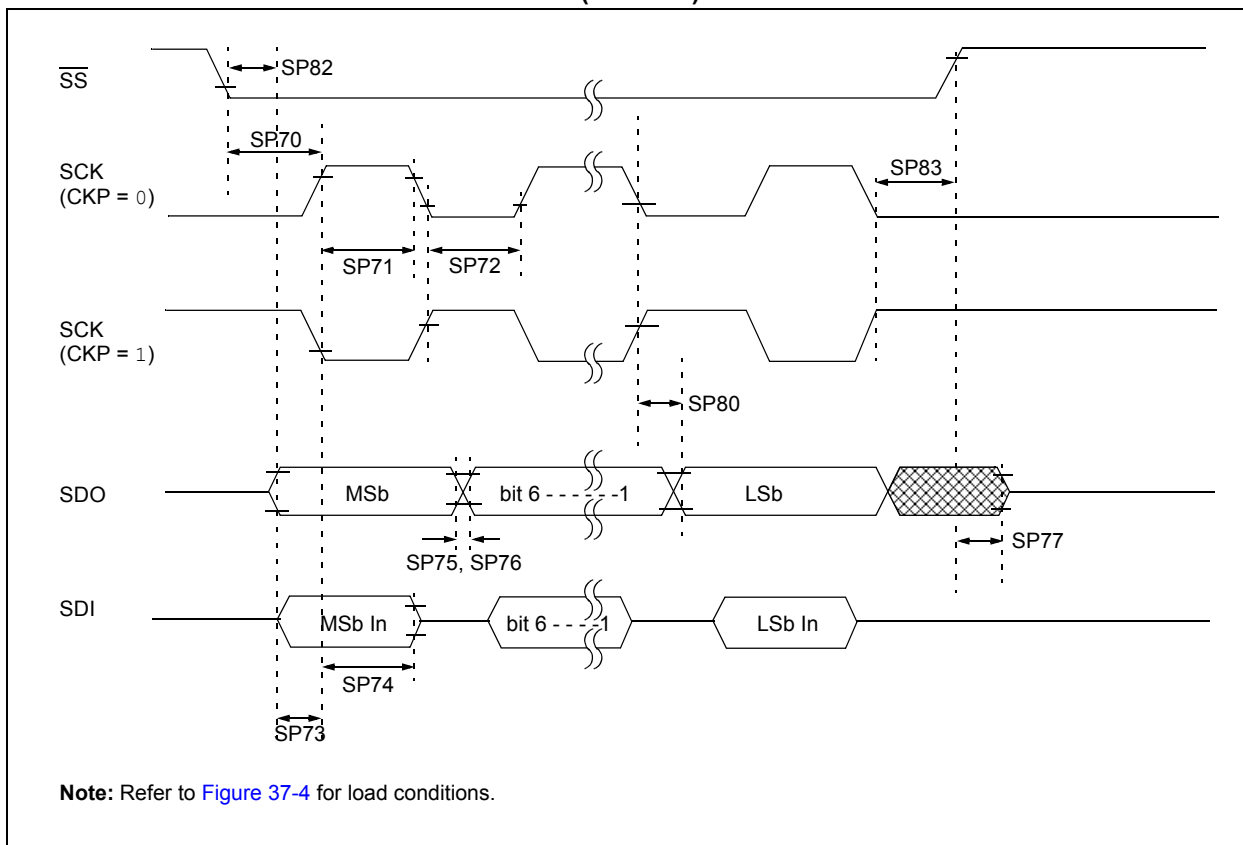 SS
SP82
SP70
SCK
(CKP = 0)
SP83
SP71
SP72
SCK
(CKP = 1)
SP80
SDO
MSb
bit 6 - - - - - -1
LSb
SP75, SP76
SP77
SDI
MSb In
bit 6 - - - -1
LSb In
SP74
SP73
Note: Refer to Figure 37-4 for load conditions.